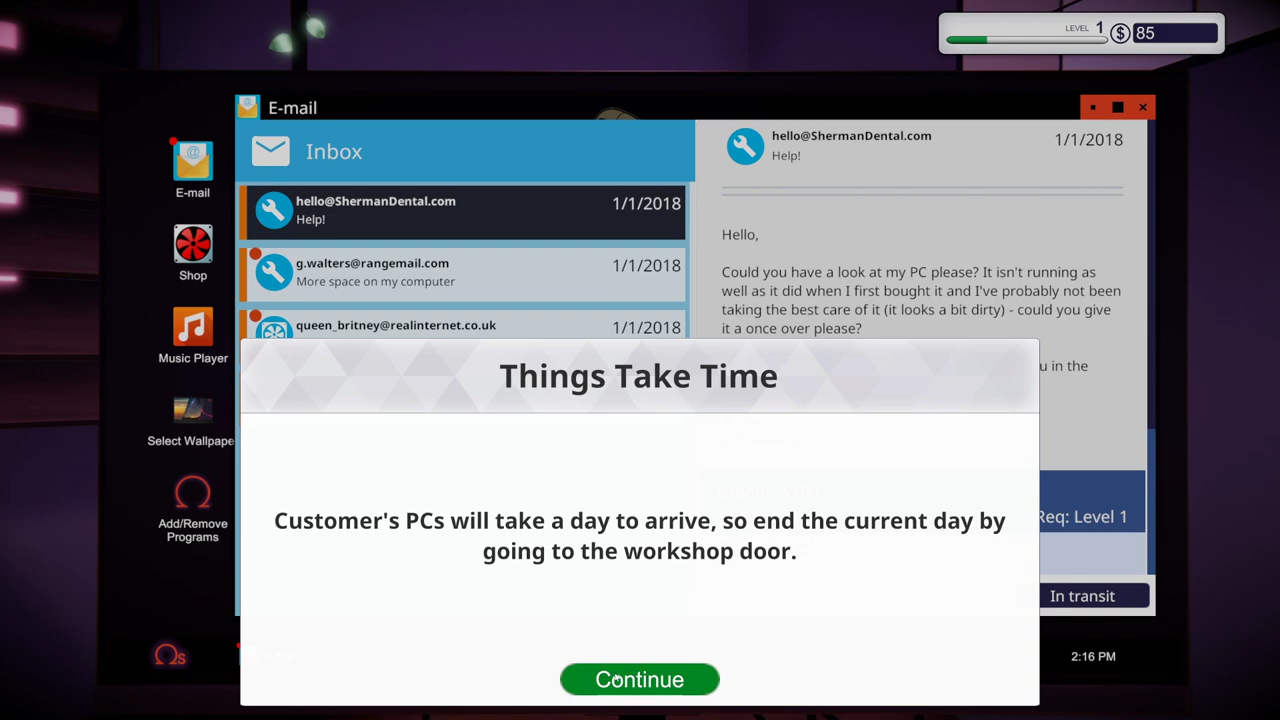 LEVEL 1
$ 85
E-mail
Inbox
hello@ShermanDental.com
Help!
1/1/2018
g.walters@rangemail.com
More space on my computer
1/1/2018
queen_britney@realinternet.co.uk
1/1/2018
hello@ShermanDental.com
Help!
1/1/2018
Hello,
Could you have a look at my PC please? It isn't running as
well as it did when I first bought it and I've probably not been
taking the best care of it (it looks a bit dirty) - could you give
it a once over please?
u in the
Req: Level 1
In transit
E-mail
Shop
Music Player
Select Wallpape
Add/Remove
Programs
Things Take Time
Customer's PCs will take a day to arrive, so end the current day by
going to the workshop door.
Continue
Ωs
2:16 PM